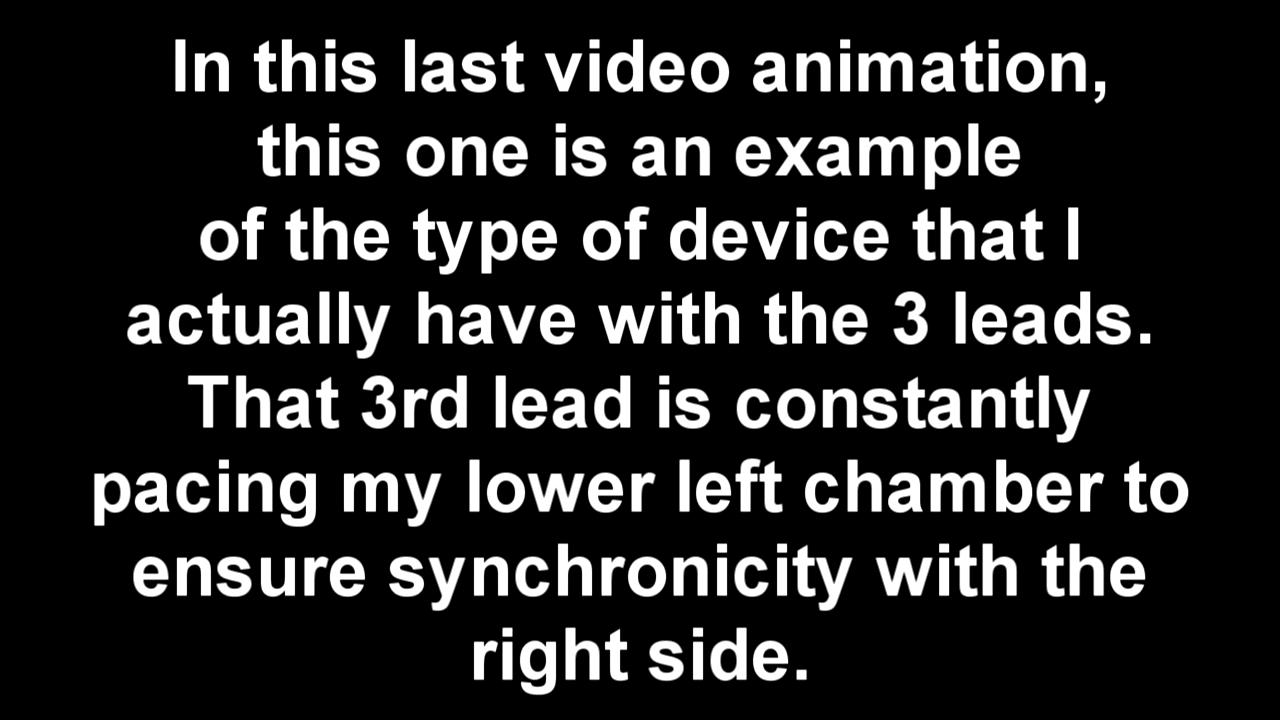 In this last video animation,
this one is an example
of the type of device that I
actually have with the 3 leads.
That 3rd lead is constantly
pacing my lower left chamber to
ensure synchronicity with the
right side.